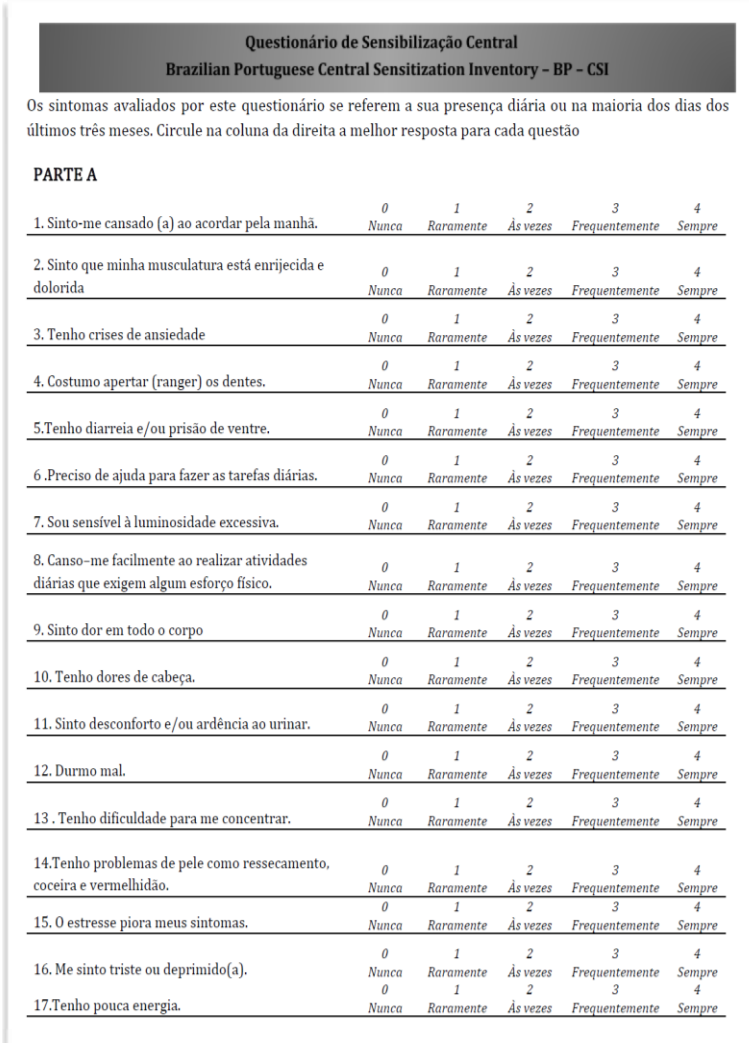 Questionário de Sensibilização Central
Brazilian Portuguese Central Sensitization Inventory – BP – CSI
Os sintomas avaliados por este questionário se referem a sua presença diária ou na maioria dos dias dos
últimos três meses. Circule na coluna da direita a melhor resposta para cada questão
PARTE A
0 1 2 3 4
1. Sinto-me cansado (a) ao acordar pela manhã. Nunca Raramente Às vezes Frequentemente Sempre
2. Sinto que minha musculatura está enrijecida e
0 1 2 3 4
dolorida Nunca Raramente Às vezes Frequentemente Sempre
0 1 2 3 4
3. Tenho crises de ansiedade Nunca Raramente Às vezes Frequentemente Sempre
0 1 2 3 4
4. Costumo apertar (ranger) os dentes. Nunca Raramente Às vezes Frequentemente Sempre
0 1 2 3 4
5.Tenho diarreia e/ou prisão de ventre. Nunca Raramente Às vezes Frequentemente Sempre
0 1 2 3 4
6 .Preciso de ajuda para fazer as tarefas diárias. Nunca Raramente Às vezes Frequentemente Sempre
0 1 2 3 4
7. Sou sensível à luminosidade excessiva. Nunca Raramente Às vezes Frequentemente Sempre
8. Canso–me facilmente ao realizar atividades
0 1 2 3 4
diárias que exigem algum esforço físico. Nunca Raramente Às vezes Frequentemente Sempre
0 1 2 3 4
9. Sinto dor em todo o corpo Nunca Raramente Às vezes Frequentemente Sempre
0 1 2 3 4
10. Tenho dores de cabeça. Nunca Raramente Às vezes Frequentemente Sempre
0 1 2 3 4
11. Sinto desconforto e/ou ardência ao urinar. Nunca Raramente Às vezes Frequentemente Sempre
0 1 2 3 4
12. Durmo mal. Nunca Raramente Às vezes Frequentemente Sempre
0 1 2 3 4
13 . Tenho dificuldade para me concentrar. Nunca Raramente Às vezes Frequentemente Sempre
14.Tenho problemas de pele como ressecamento,
0 1 2 3 4
coceira e vermelhidão. Nunca Raramente Às vezes Frequentemente Sempre
0 1 2 3 4
15. O estresse piora meus sintomas. Nunca Raramente Às vezes Frequentemente Sempre
0 1 2 3 4
16. Me sinto triste ou deprimido(a). Nunca Raramente Às vezes Frequentemente Sempre
0 1 2 3 4
17.Tenho pouca energia. Nunca Raramente Às vezes Frequentemente Sempre